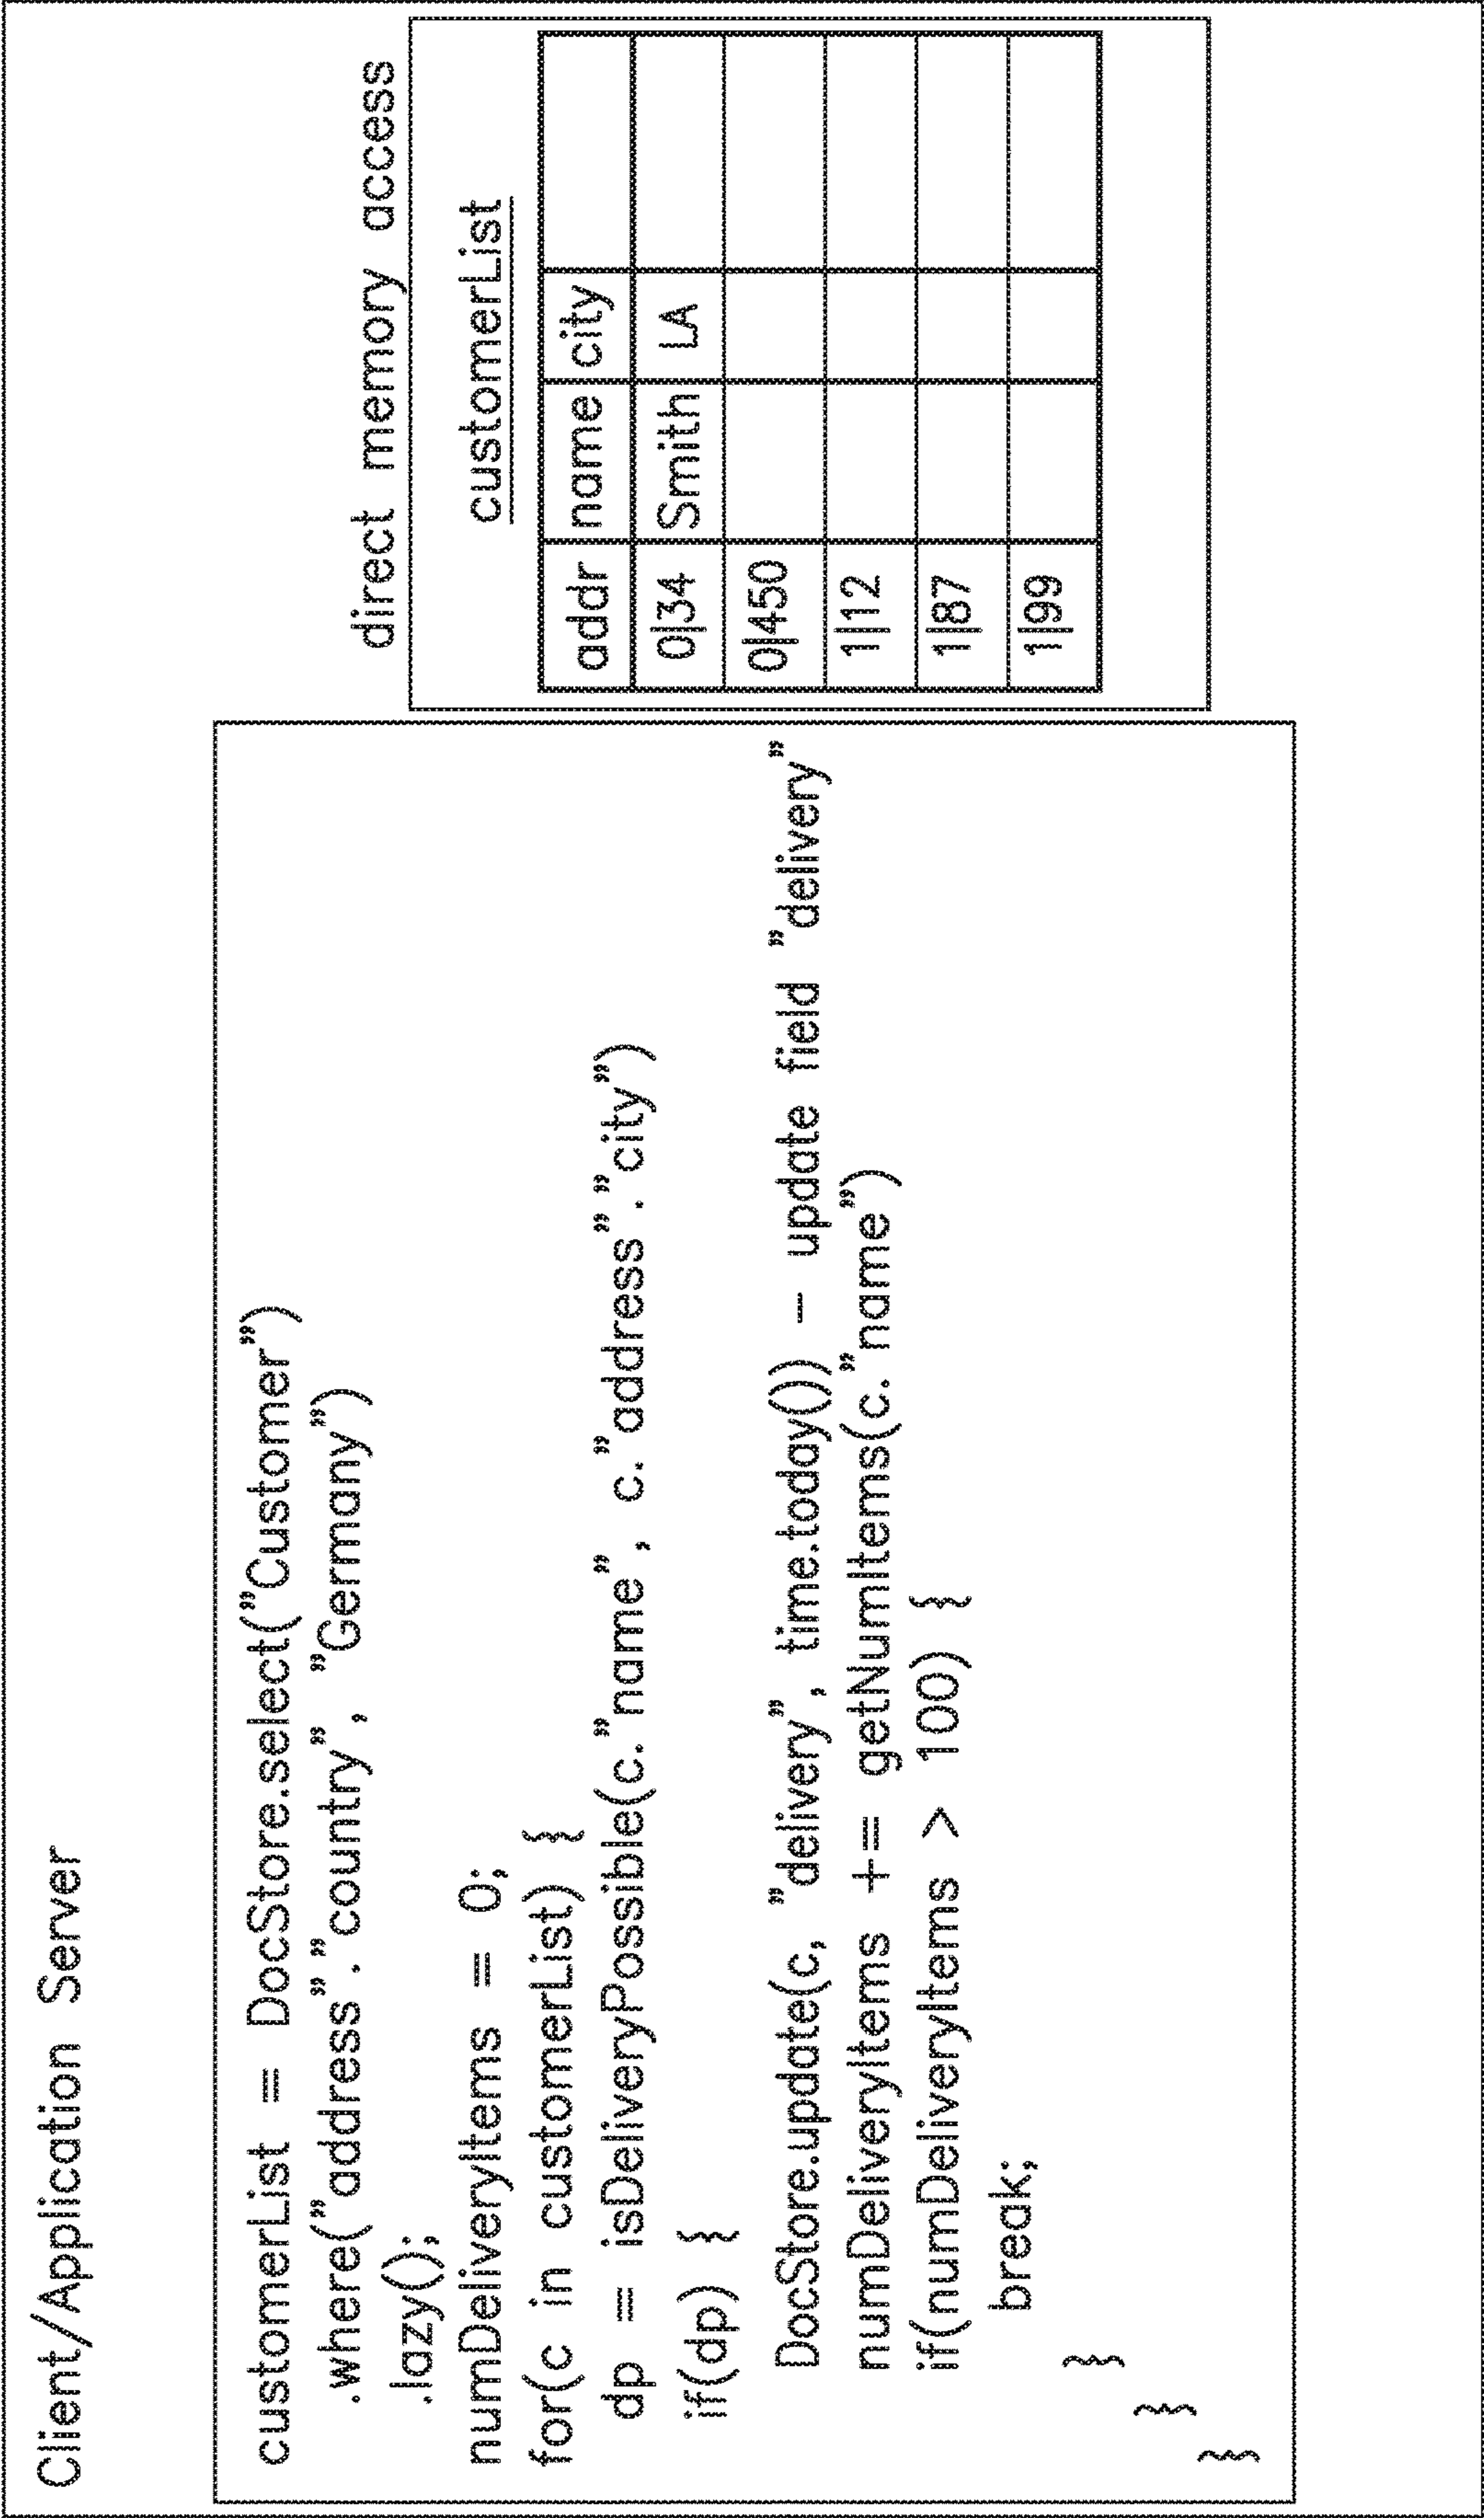 Client/Application Server
customerList = DocStore.select("Customer")
.where("address"."country", "Germany")
.lazy();
numDeliveryItems = 0;
for(c in customerList) {
dp = isDeliveryPossible(c."name", c."address"."city")
if(dp) {
DocStore.update(c, "delivery", time.today()) – update field "delivery"
numDeliveryItems += getNumItems(c."name")
if(numDeliveryItems > 100) {
break;
}
}
}
direct memory access
customerList
addr name city
0|34 Smith LA
0|450
1|12
1|87
1|99